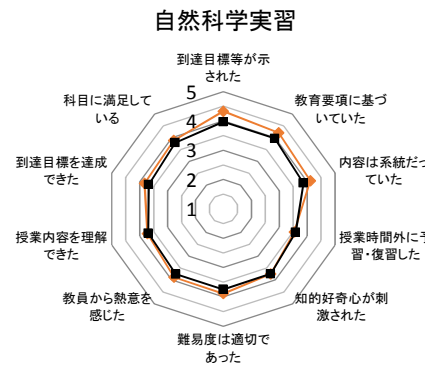 自然科学実習
到達目標等が示
された
教育要項に基づ
いていた
内容は系統だっ
ていた
授業時間外に予
習・復習した
知的好奇心が刺
激された
難易度は適切で
あった
教員から熱意を
感じた
授業内容を理解
できた
到達目標を達成
できた
科目に満足して
いる
5
4
3
2
1